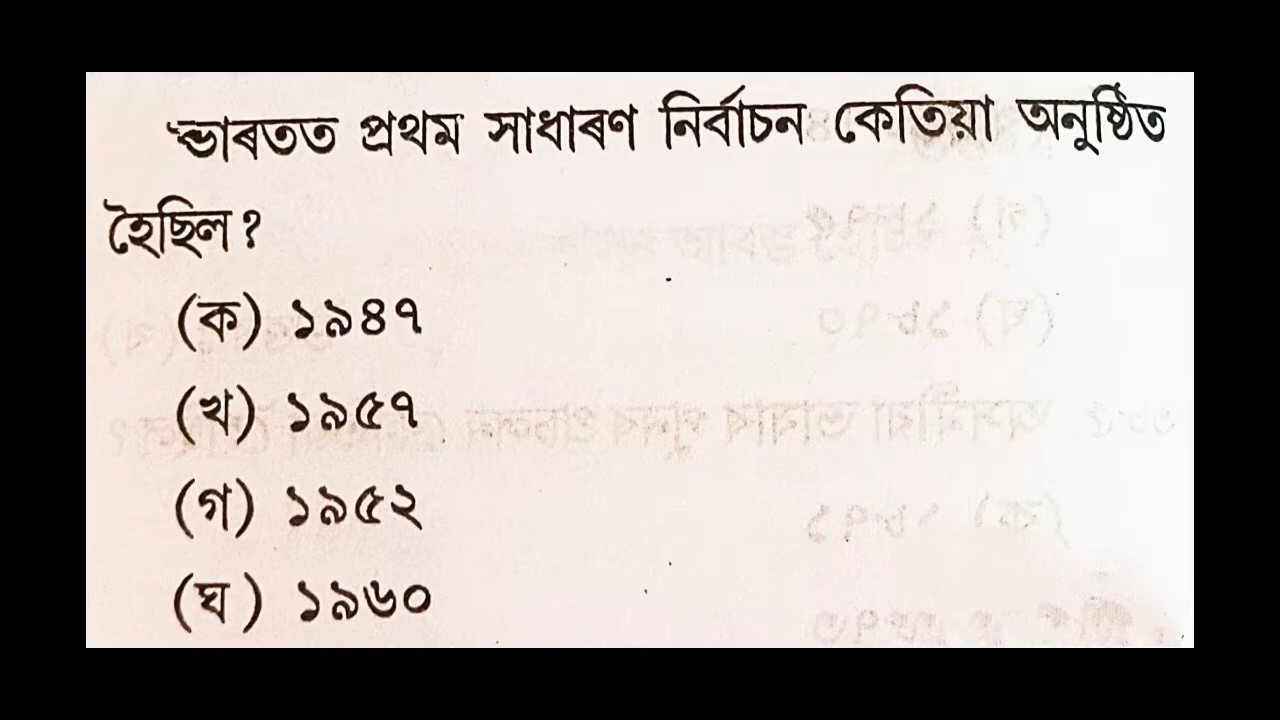 ভাৰতত প্ৰথম সাধাৰণ নিৰ্বাচন কেতিয়া অনুষ্ঠিত
হৈছিল?
(ক) ১৯৪৭
(খ) ১৯৫৭
(গ) ১৯৫২
(ঘ) ১৯৬০